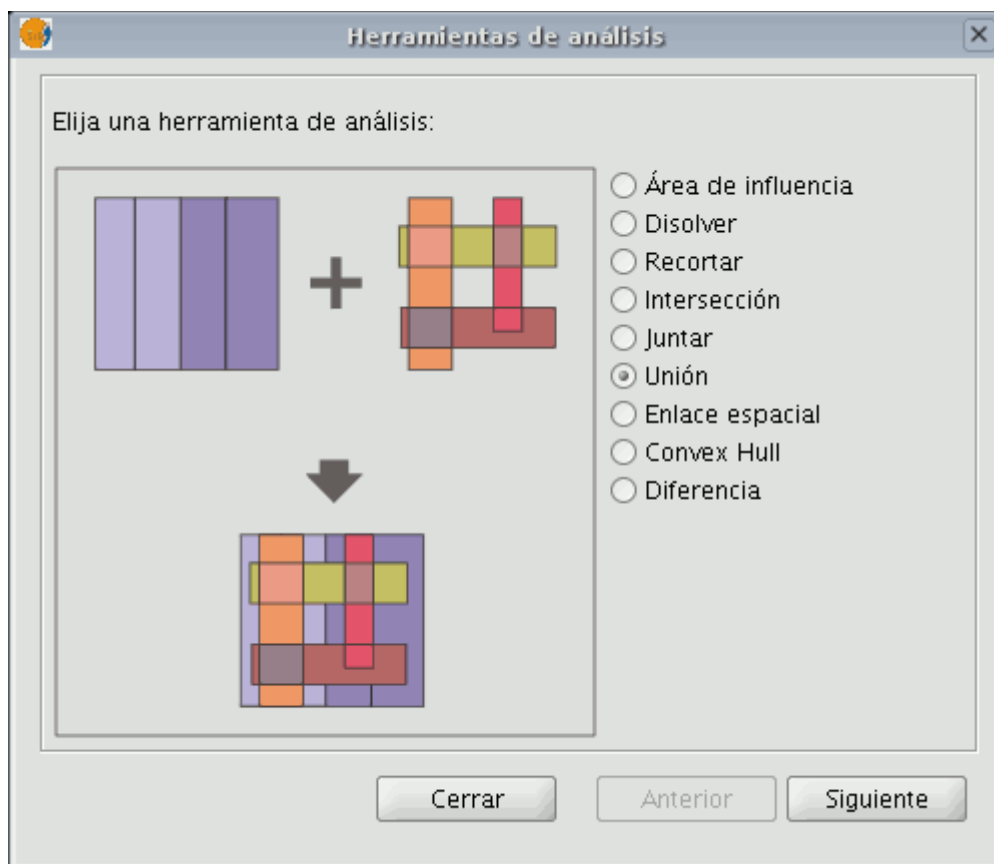 Herramientas de análisis
Elija una herramienta de análisis:
Área de influencia
Disolver
Recortar
Intersección
Juntar
Unión
Enlace espacial
Convex Hull
Diferencia
Cerrar
Anterior
Siguiente